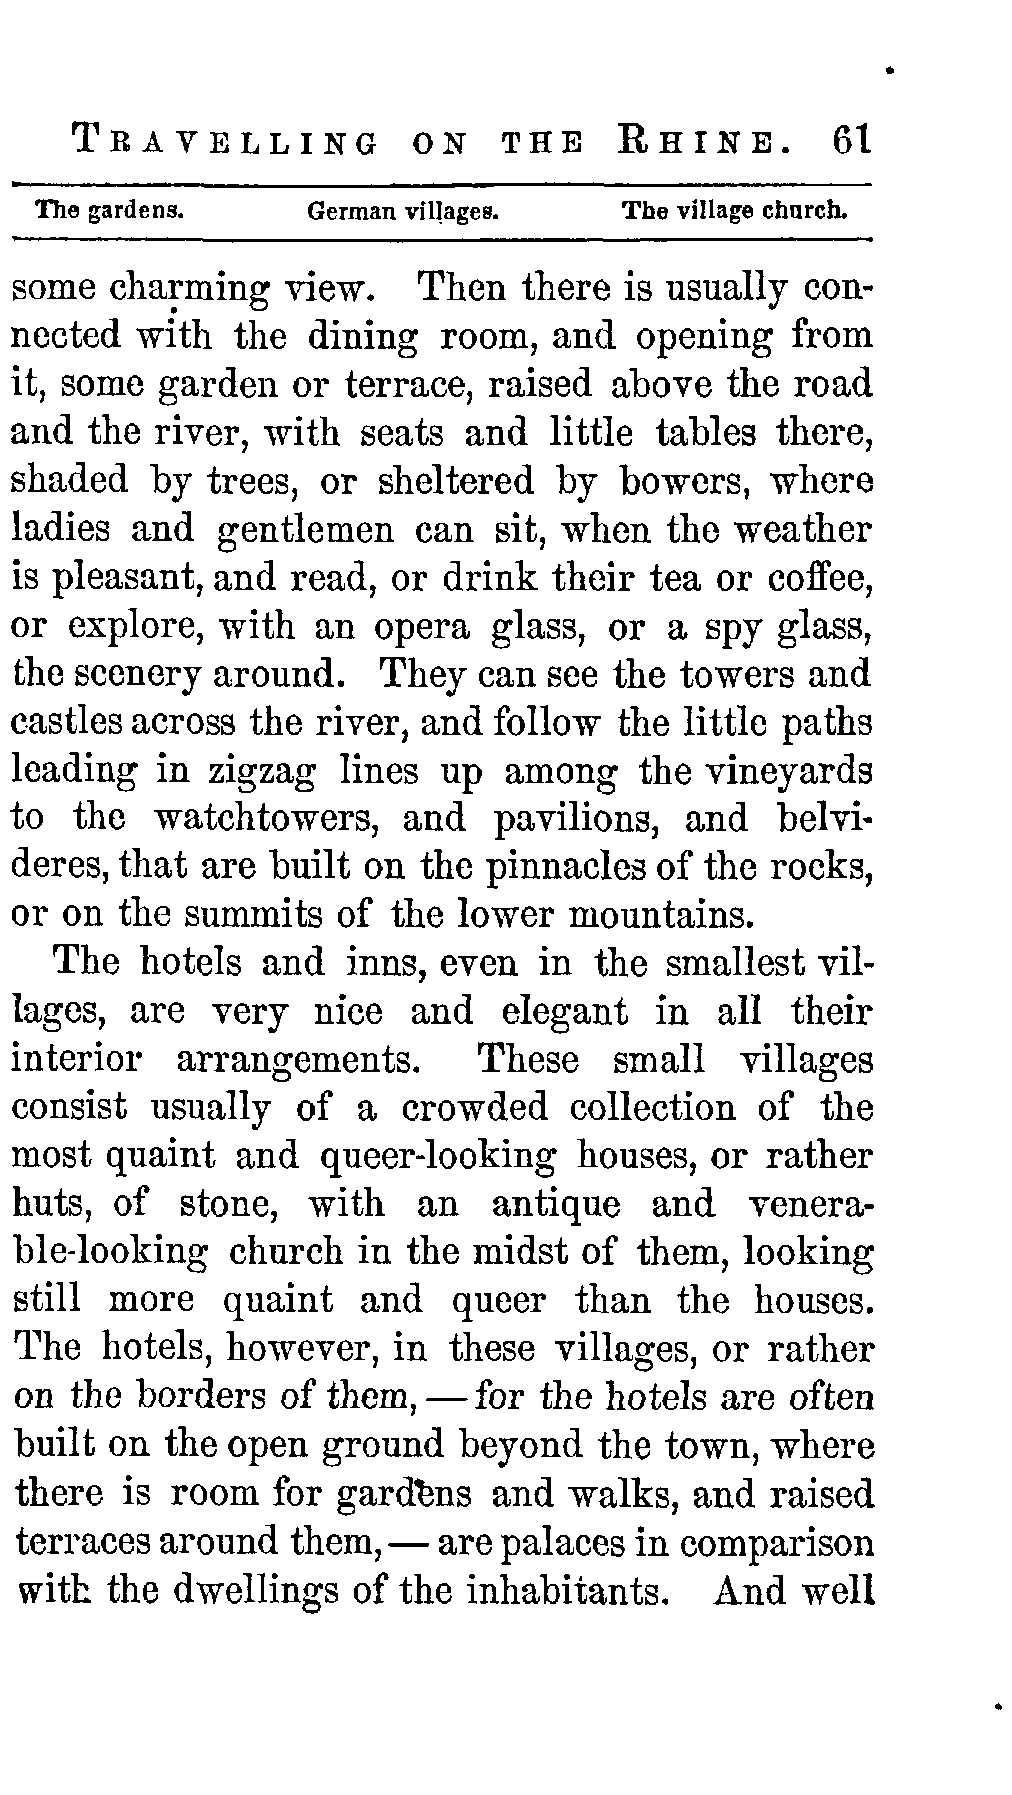 TRAVELLING ON THE RHINE. 61
The gardens. German villages. The village church.
some charming view. Then there is usually con-
nected with the dining room, and opening from
it, some garden or terrace, raised above the road
and the river, with seats and little tables there,
shaded by trees, or sheltered by bowers, where
ladies and gentlemen can sit, when the weather
is pleasant, and read, or drink their tea or coffee,
or explore, with an opera glass, or a spy glass,
the scenery around. They can see the towers and
castles across the river, and follow the little paths
leading in zigzag lines up among the vineyards
to the watchtowers, and pavilions, and belvi-
deres, that are built on the pinnacles of the rocks,
or on the summits of the lower mountains.
The hotels and inns, even in the smallest vil-
lages, are very nice and elegant in all their
interior arrangements. These small villages
consist usually of a crowded collection of the
most quaint and queer-looking houses, or rather
huts, of stone, with an antique and venera-
ble-looking church in the midst of them, looking
still more quaint and queer than the houses.
The hotels, however, in these villages, or rather
on the borders of them, — for the hotels are often
built on the open ground beyond the town, where
there is room for gardens and walks, and raised
terraces around them, — are palaces in comparison
with the dwellings of the inhabitants. And well